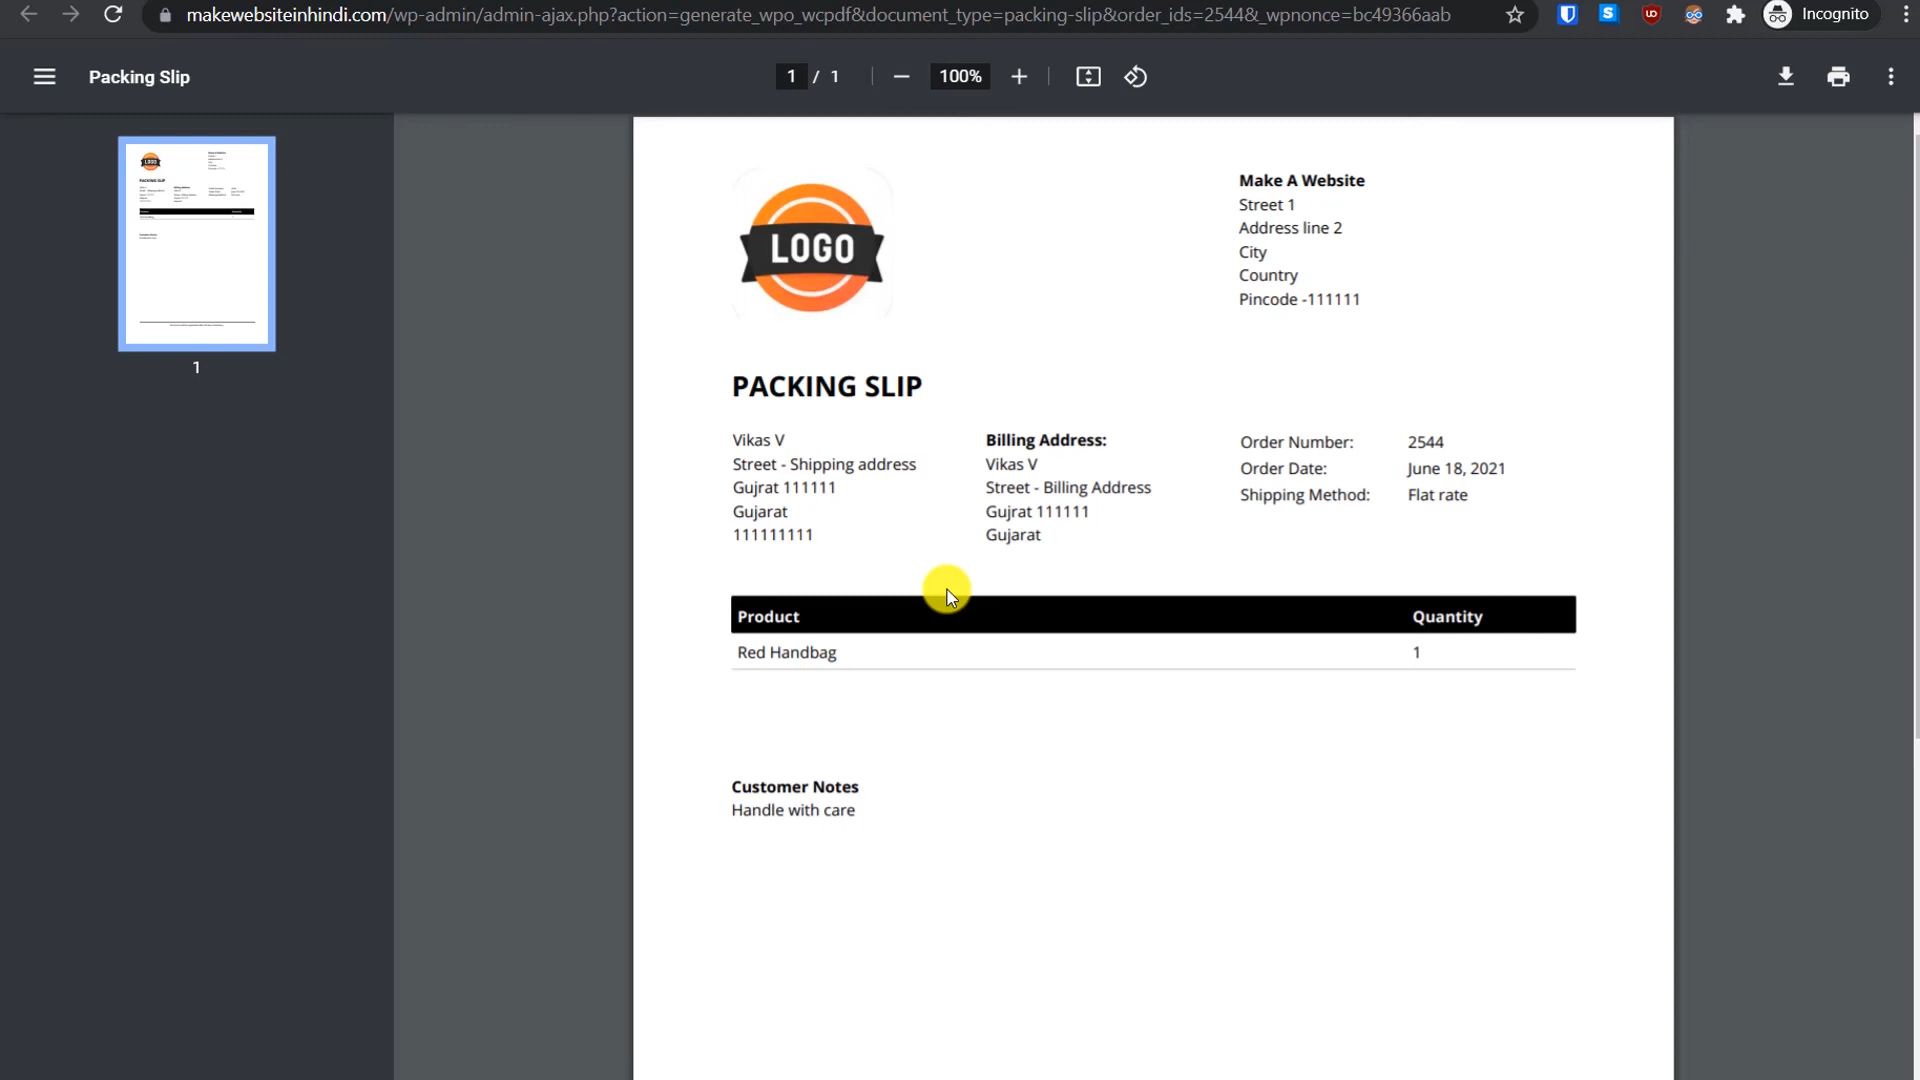 makewebsiteinhindi.com/wp-admin/admin-ajax.php?action=generate_wpo_wcpdf&document_type=packing-slip&order_ids=2544&_wpnonce=bc49366aab
Incognito
Packing Slip
1 / 1
100%
LOGO
Make A Website
Street 1
Address line 2
City
Country
Pincode -111111
PACKING SLIP
Vikas V
Street - Shipping address
Gujrat 111111
Gujarat
111111111
Billing Address:
Vikas V
Street - Billing Address
Gujrat 111111
Gujarat
Order Number: 2544
Order Date: June 18, 2021
Shipping Method: Flat rate
Product Quantity
Red Handbag 1
Customer Notes
Handle with care
LOGO
PACKING SLIP
1